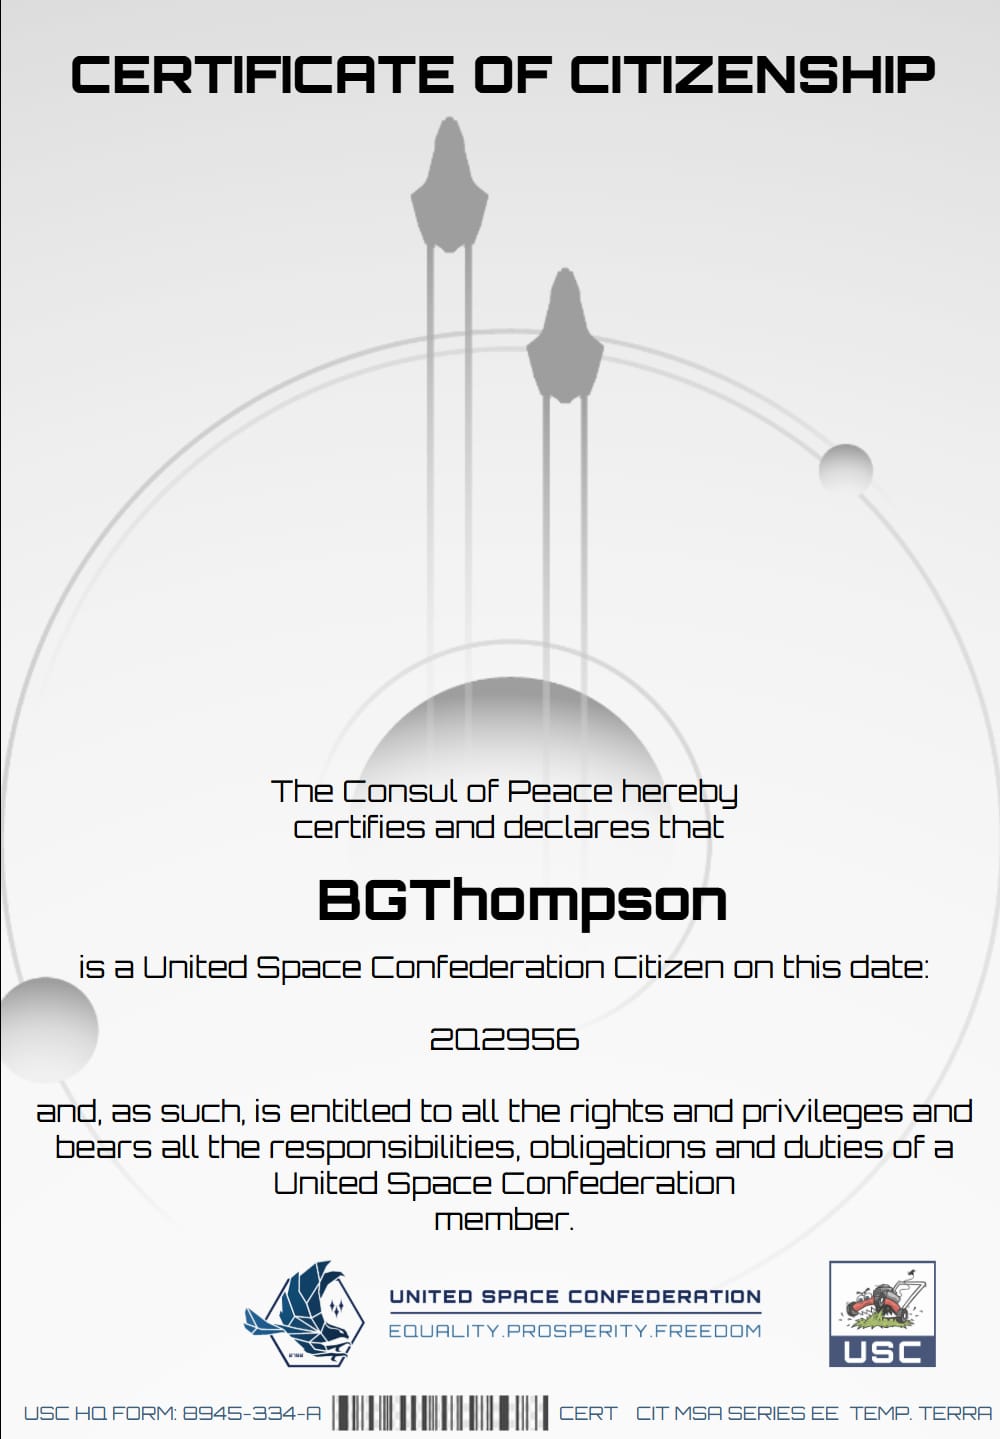 CERTIFICATE OF CITIZENSHIP
The Consul of Peace hereby
certifies and declares that
BGThompson
is a United Space Confederation Citizen on this date:
2Q2956
and, as such, is entitled to all the rights and privileges and
bears all the responsibilities, obligations and duties of a
United Space Confederation
member.
UNITED SPACE CONFEDERATION
EQUALITY.PROSPERITY.FREEDOM
USC
USC HQ FORM: 8945-334-A CERT CIT MSA SERIES EE TEMP. TERRA